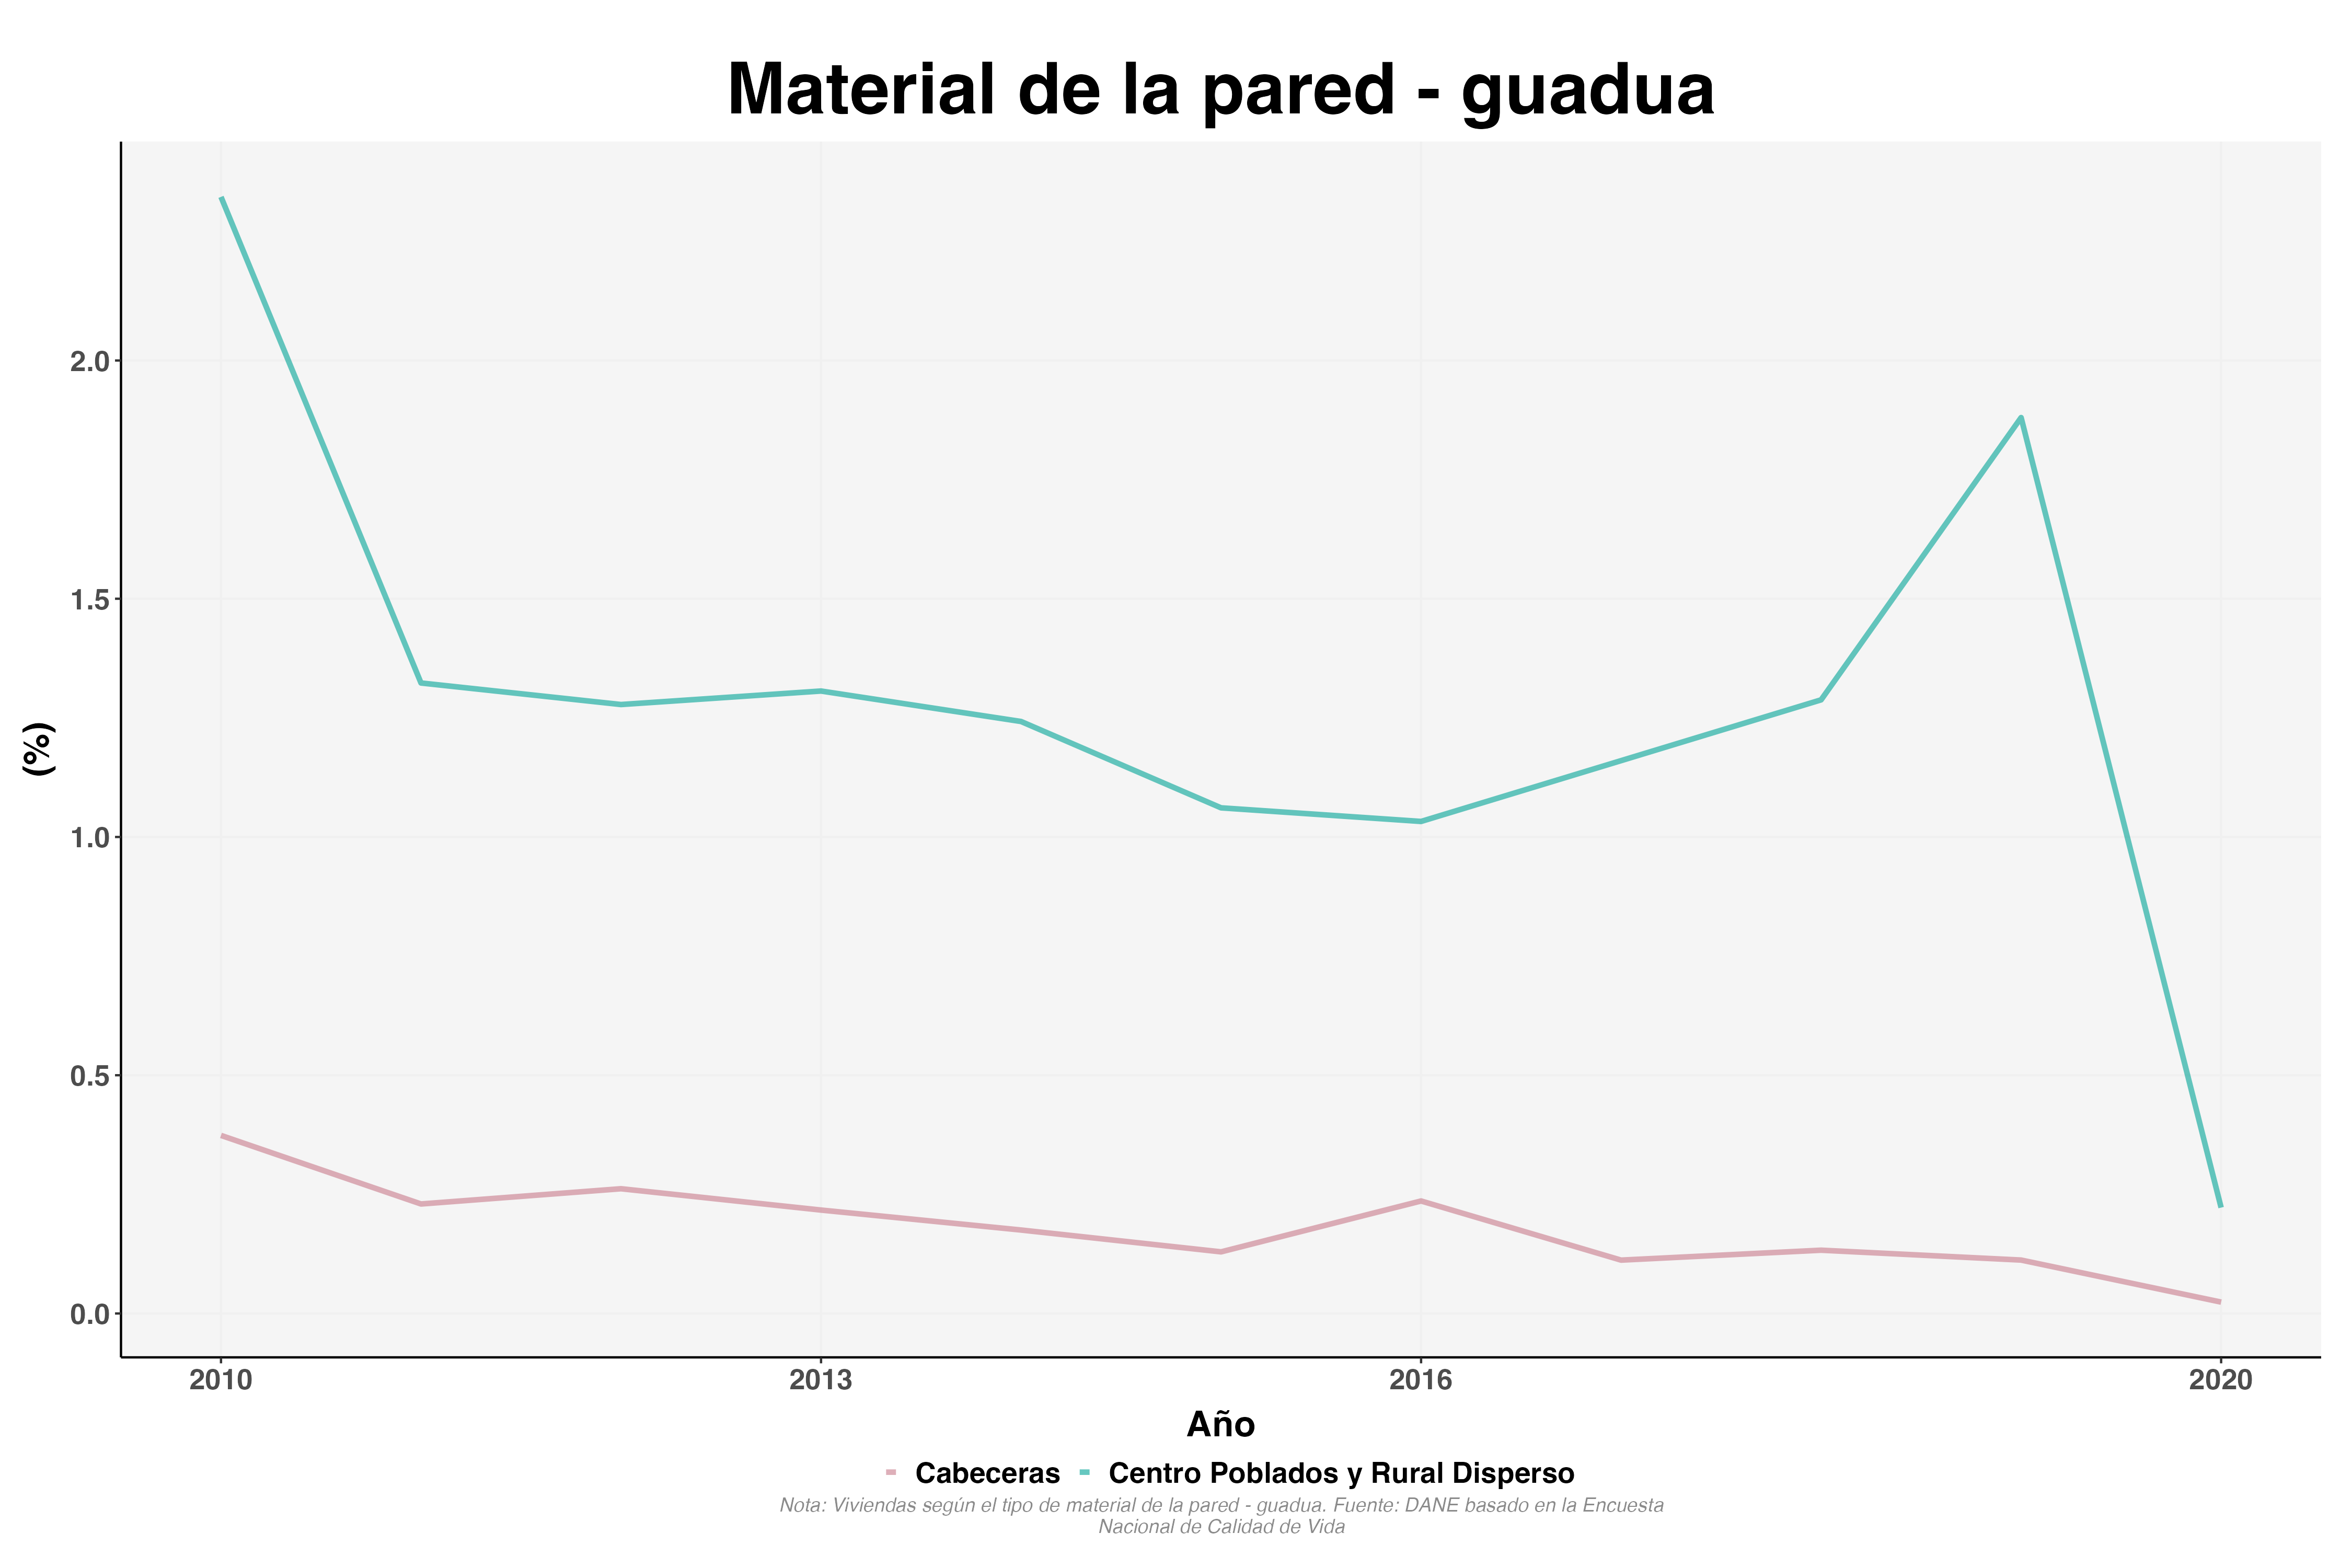 Material de la pared - guadua
(%)
2.0
1.5
1.0
0.5
0.0
2010 2013 2016 2020
Año
Cabeceras Centro Poblados y Rural Disperso
Nota: Viviendas según el tipo de material de la pared - guadua. Fuente: DANE basado en la Encuesta
Nacional de Calidad de Vida